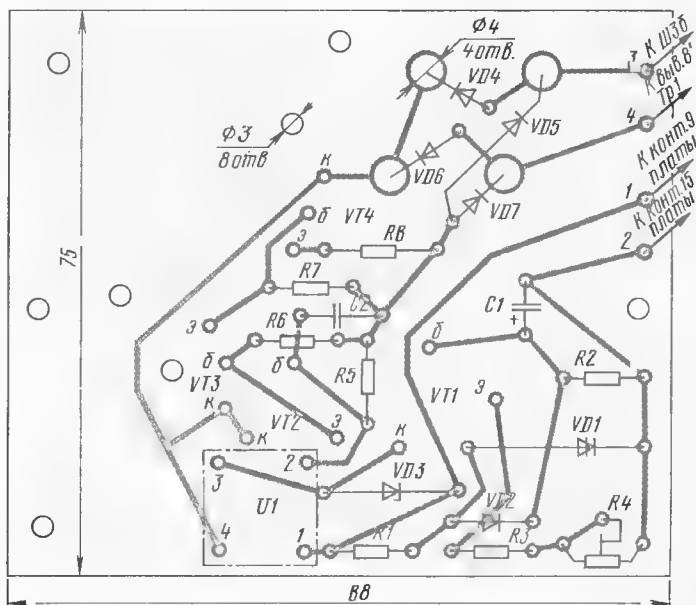 Ф4
4отв.
К Ш3б
К выв.8
Тр1
К конт.9
платы
К конт.15
платы
3
4
1
2
VD4
VD5
VD6
VD7
Ф3
8отв
к
б
VT4
э
R8
75
R7
C2
э
R6
б
б
VT3
R5
к
VT2
э
к
C1
+
б
R2
VT1
э
к
VD1
3
2
VD3
U1
VD2
R4
4
1
R1
R3
88